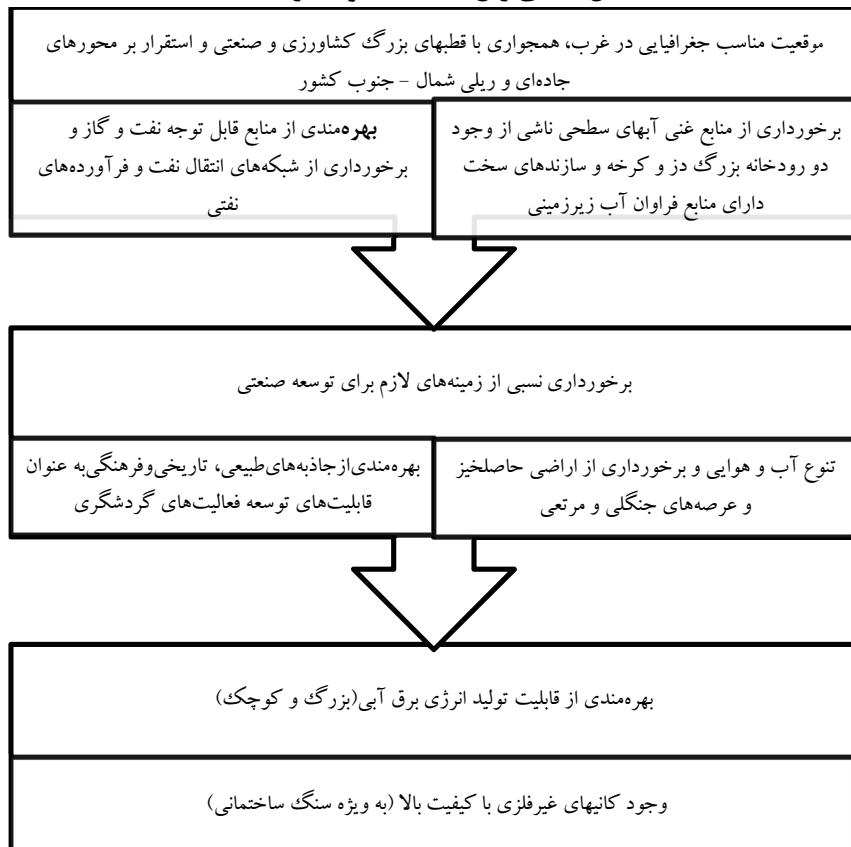 موقعیت مناسب جغرافیایی در غرب، همجواری با قطبهای بزرگ کشاورزی و صنعتی و استقرار بر محورهای
جاده‌ای و ریلی شمال – جنوب کشور
برخورداری از منابع غنی آبهای سطحی ناشی از وجود
دو رودخانه بزرگ دز و کرخه و سازندهای سخت
دارای منابع فراوان آب زیرزمینی
بهره‌مندی از منابع قابل توجه نفت و گاز و
برخورداری از شبکه‌های انتقال نفت و فرآورده‌های
نفتی
برخورداری نسبی از زمینه‌های لازم برای توسعه صنعتی
تنوع آب و هوایی و برخورداری از اراضی حاصلخیز
و عرصه‌های جنگلی و مرتعی
بهره‌مندی‌ازجاذبه‌های‌طبیعی، تاریخی‌وفرهنگی‌به عنوان
قابلیت‌های توسعه فعالیت‌های گردشگری
بهره‌مندی از قابلیت تولید انرژی برق آبی(بزرگ و کوچک)
وجود کانیهای غیرفلزی با کیفیت بالا (به ویژه سنگ ساختمانی)